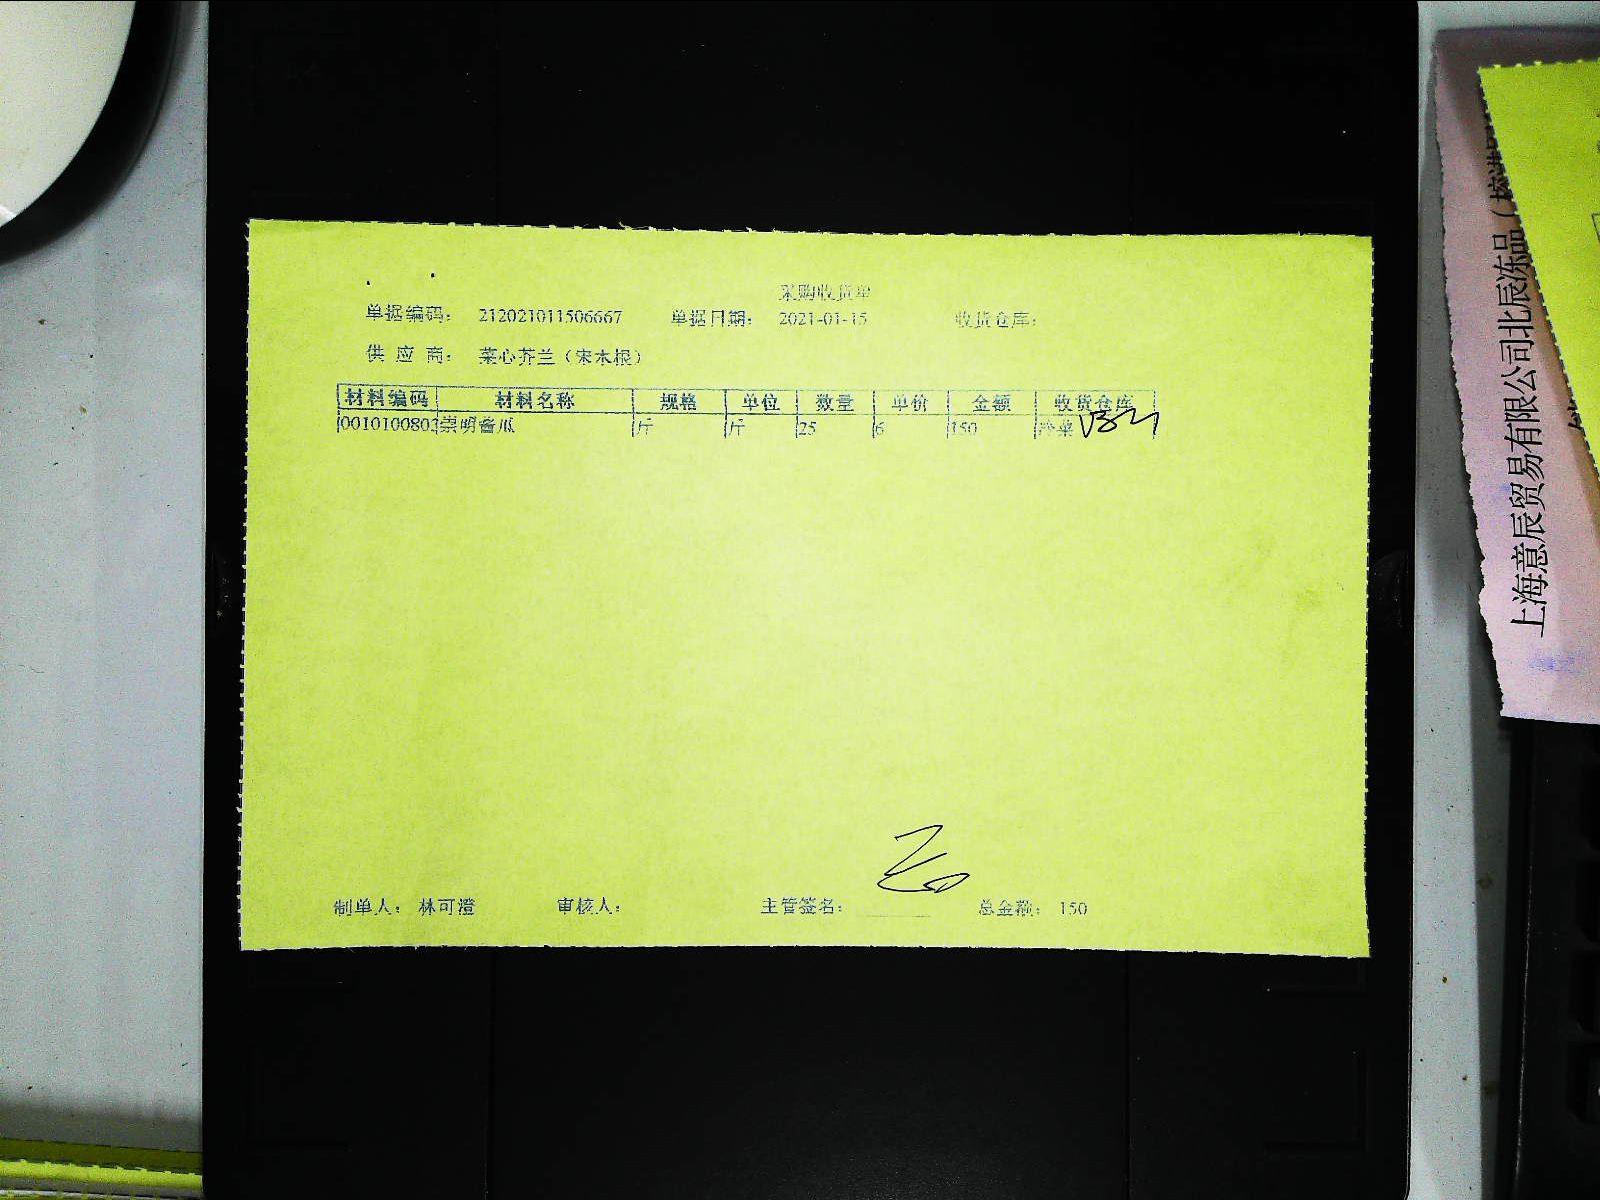 采购收货单
单据编码： 212021011506667 单据日期： 2021-01-15 收货仓库：
供 应 商： 菜心芥兰（宋木根）
材料编码 材料名称 规格 单位 数量 单价 金额 收货仓库
0010100803 崇明酱瓜 斤 斤 25 6 150 冷菜
制单人： 林可澄 审核人： 主管签名： 总金额： 150
上海意辰贸易有限公司北辰冻品（